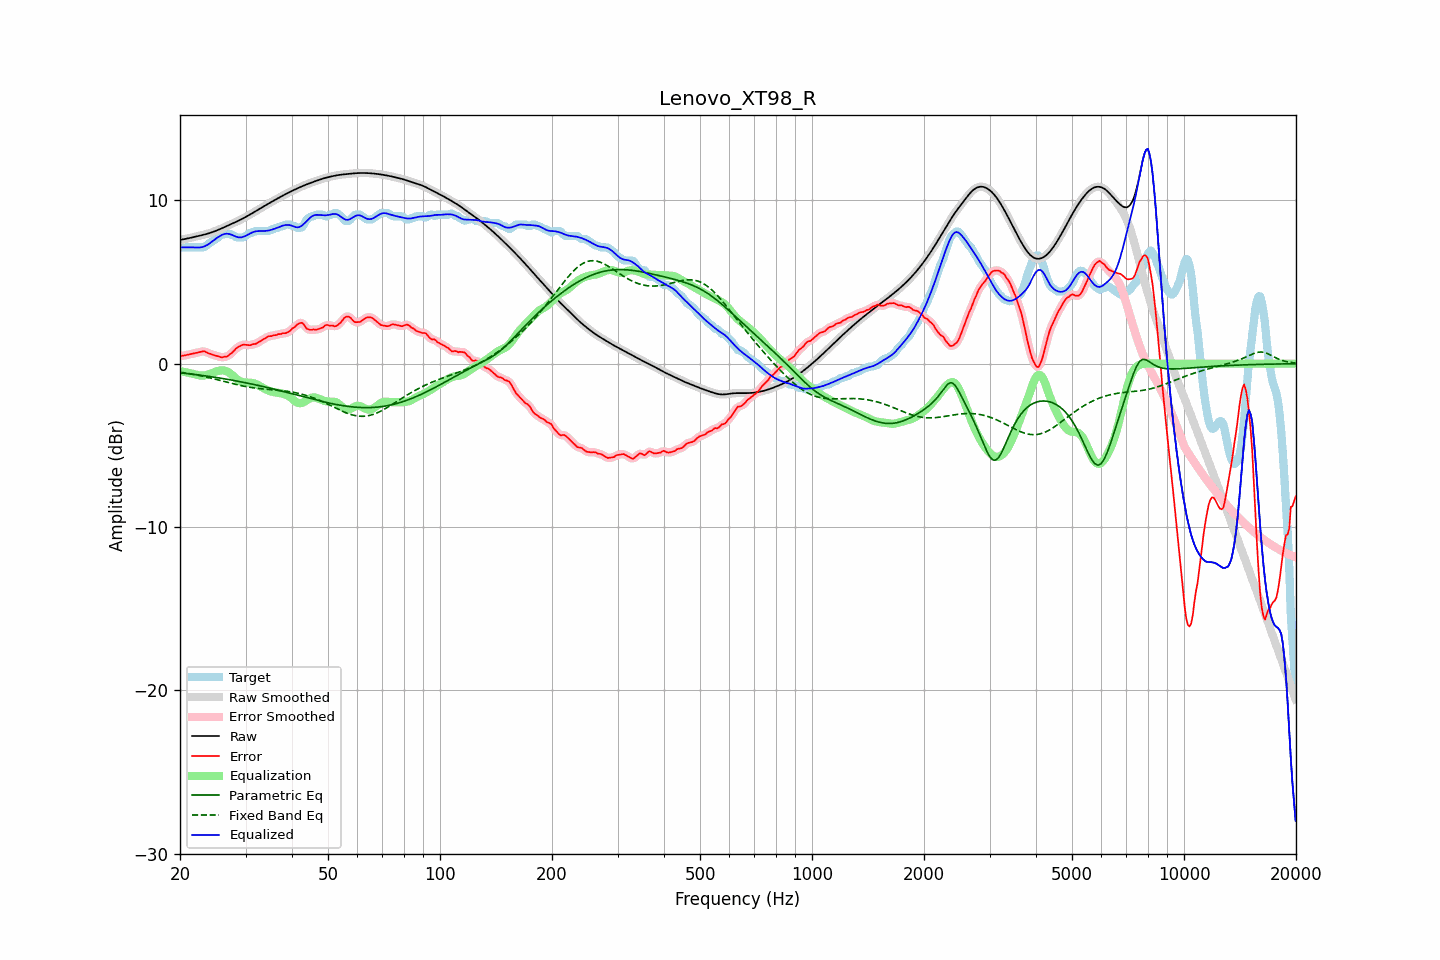 Lenovo_XT98_R
Amplitude (dBr)
10
0
−10
−20
−30
Target
Raw Smoothed
Error Smoothed
Raw
Error
Equalization
Parametric Eq
Fixed Band Eq
Equalized
20 50 100 200 500 1000 2000 5000 10000 20000
Frequency (Hz)